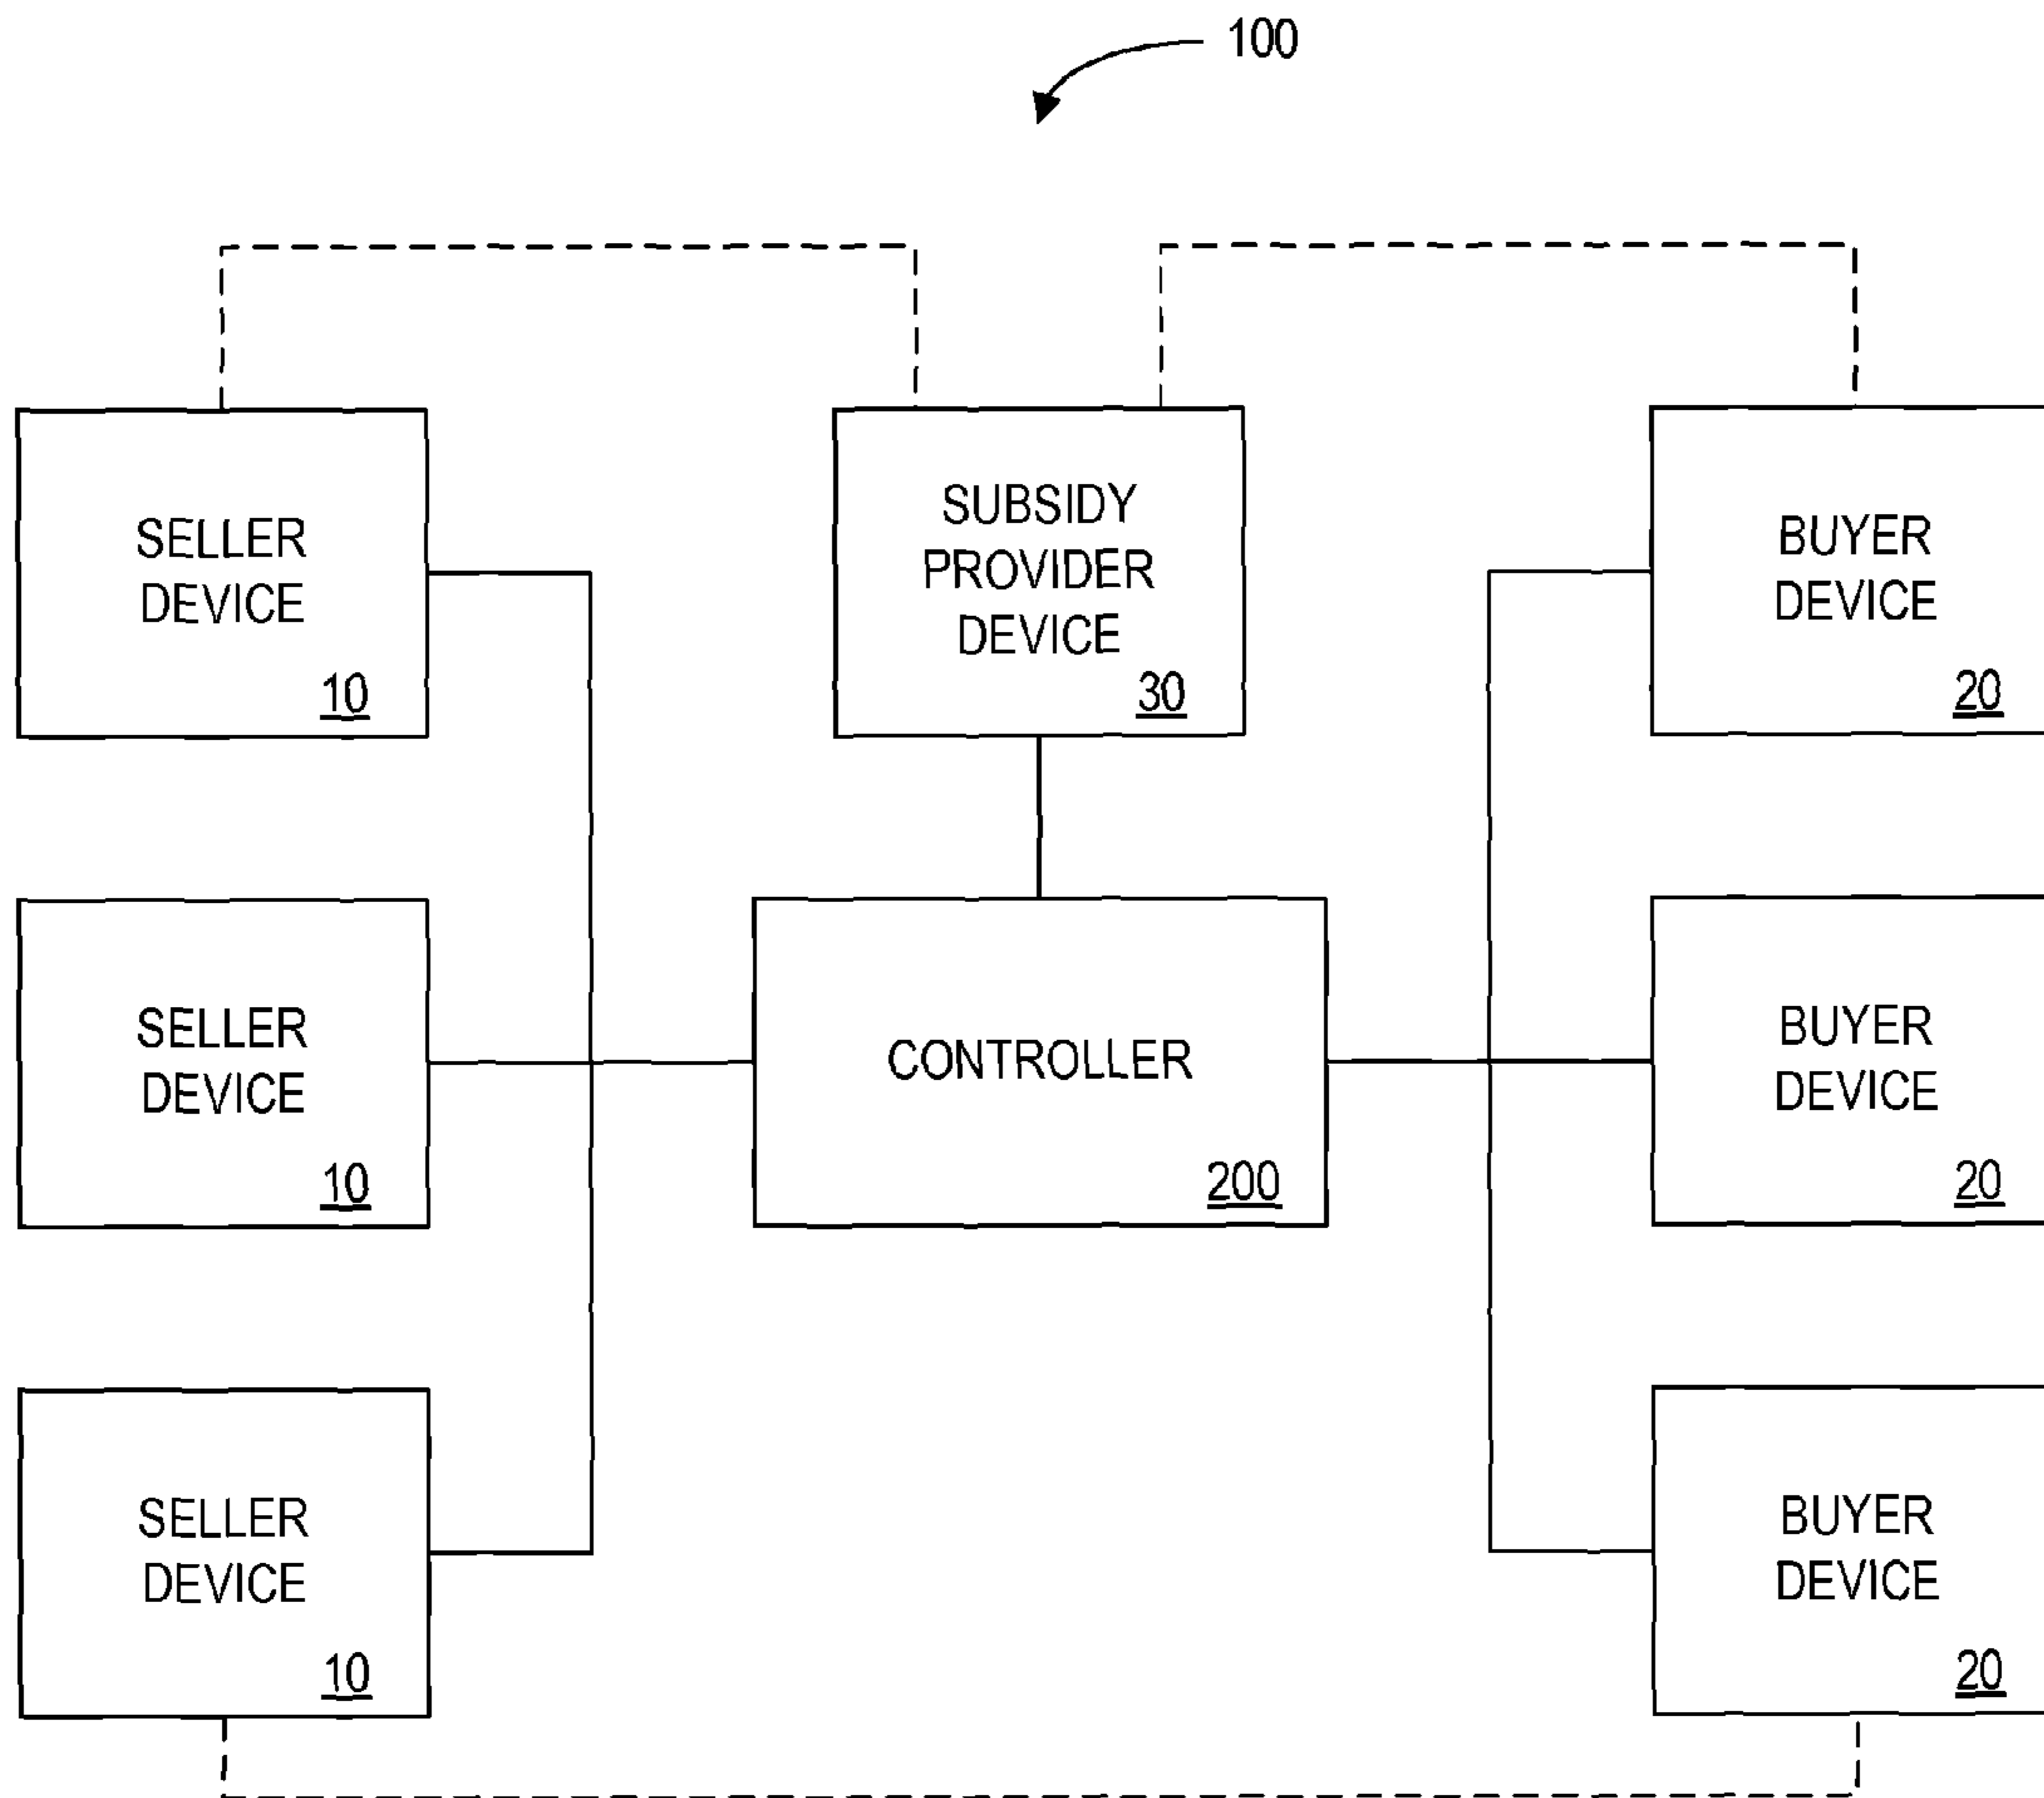 100
SELLER
DEVICE
10
SUBSIDY
PROVIDER
DEVICE
30
BUYER
DEVICE
20
SELLER
DEVICE
10
CONTROLLER
200
BUYER
DEVICE
20
SELLER
DEVICE
10
BUYER
DEVICE
20